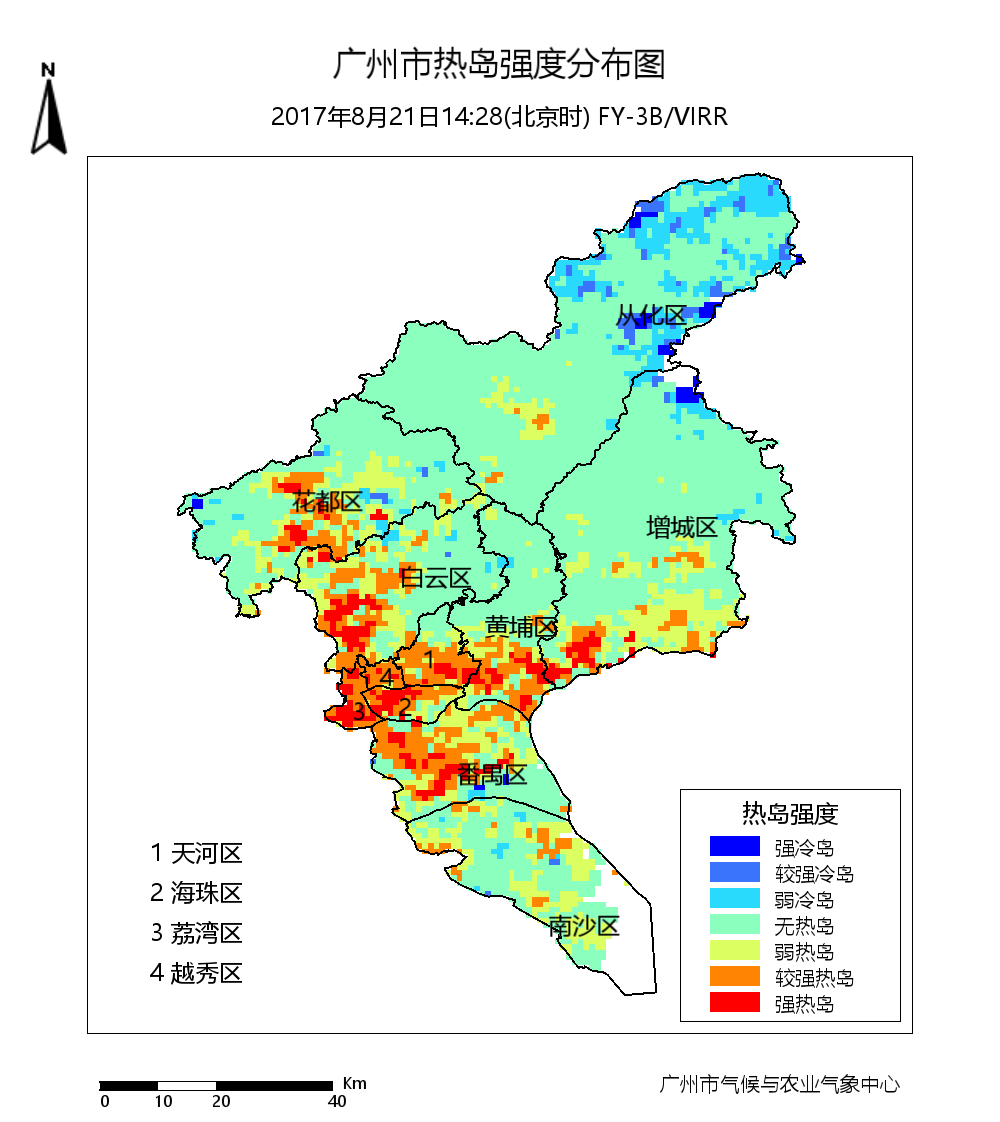 广州市热岛强度分布图
2017年8月21日14:28(北京时) FY-3B/VIRR
N
从化区
花都区
增城区
白云区
黄埔区
1
4
3
2
番禺区
南沙区
1 天河区
2 海珠区
3 荔湾区
4 越秀区
热岛强度
强冷岛
较强冷岛
弱冷岛
无热岛
弱热岛
较强热岛
强热岛
Km
0 10 20 40
广州市气候与农业气象中心